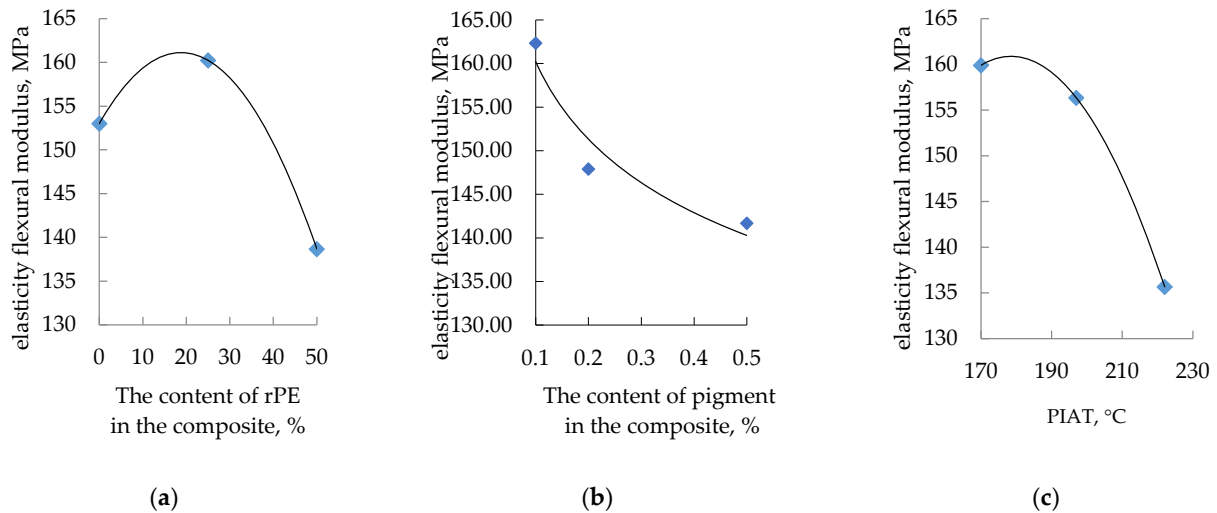 elasticity flexural modulus, MPa
165
160
155
150
145
140
135
130
0 10 20 30 40 50
The content of rPE
in the composite, %
(a)
elasticity flexural modulus, MPa
165.00
160.00
155.00
150.00
145.00
140.00
135.00
130.00
0.1 0.2 0.3 0.4 0.5
The content of pigment
in the composite, %
(b)
elasticity flexural modulus, MPa
165
160
155
150
145
140
135
130
170 190 210 230
PIAT, °C
(c)